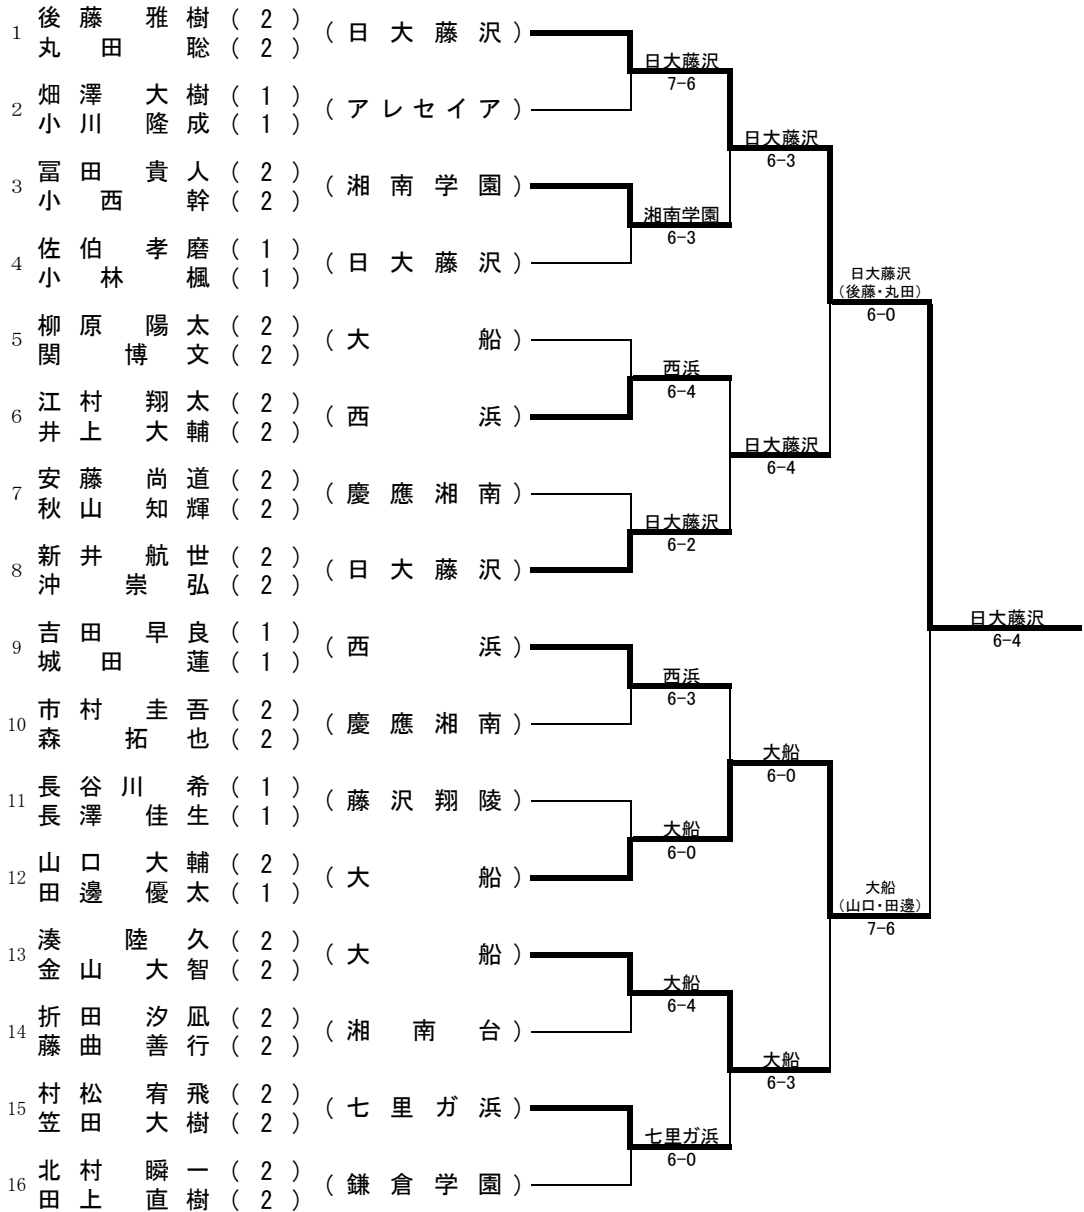 1 後藤 雅樹 ( 2 ) ( 日大藤沢 )
丸田 聡 ( 2 )
日大藤沢
7-6
2 畑澤 大樹 ( 1 ) ( アレセイア )
小川 隆成 ( 1 )
日大藤沢
6-3
3 冨田 貴人 ( 2 ) ( 湘南学園 )
小西 幹 ( 2 )
湘南学園
6-3
4 佐伯 孝磨 ( 1 ) ( 日大藤沢 )
小林 楓 ( 1 )
日大藤沢
(後藤・丸田)
6-0
5 柳原 陽太 ( 2 ) ( 大船 )
関 博文 ( 2 )
西浜
6-4
6 江村 翔太 ( 2 ) ( 西浜 )
井上 大輔 ( 2 )
日大藤沢
6-4
7 安藤 尚道 ( 2 ) ( 慶應湘南 )
秋山 知輝 ( 2 )
日大藤沢
6-2
8 新井 航世 ( 2 ) ( 日大藤沢 )
沖 崇弘 ( 2 )
日大藤沢
6-4
9 吉田 早良 ( 1 ) ( 西浜 )
城田 蓮 ( 1 )
西浜
6-3
10 市村 圭吾 ( 2 ) ( 慶應湘南 )
森 拓也 ( 2 )
大船
6-0
11 長谷川 希 ( 1 ) ( 藤沢翔陵 )
長澤 佳生 ( 1 )
大船
6-0
12 山口 大輔 ( 2 ) ( 大船 )
田邊 優太 ( 1 )
大船
(山口・田邊)
7-6
13 湊 陸久 ( 2 ) ( 大船 )
金山 大智 ( 2 )
大船
6-4
14 折田 汐凪 ( 2 ) ( 湘南台 )
藤曲 善行 ( 2 )
大船
6-3
15 村松 宥飛 ( 2 ) ( 七里ガ浜 )
笠田 大樹 ( 2 )
七里ガ浜
6-0
16 北村 瞬一 ( 2 ) ( 鎌倉学園 )
田上 直樹 ( 2 )